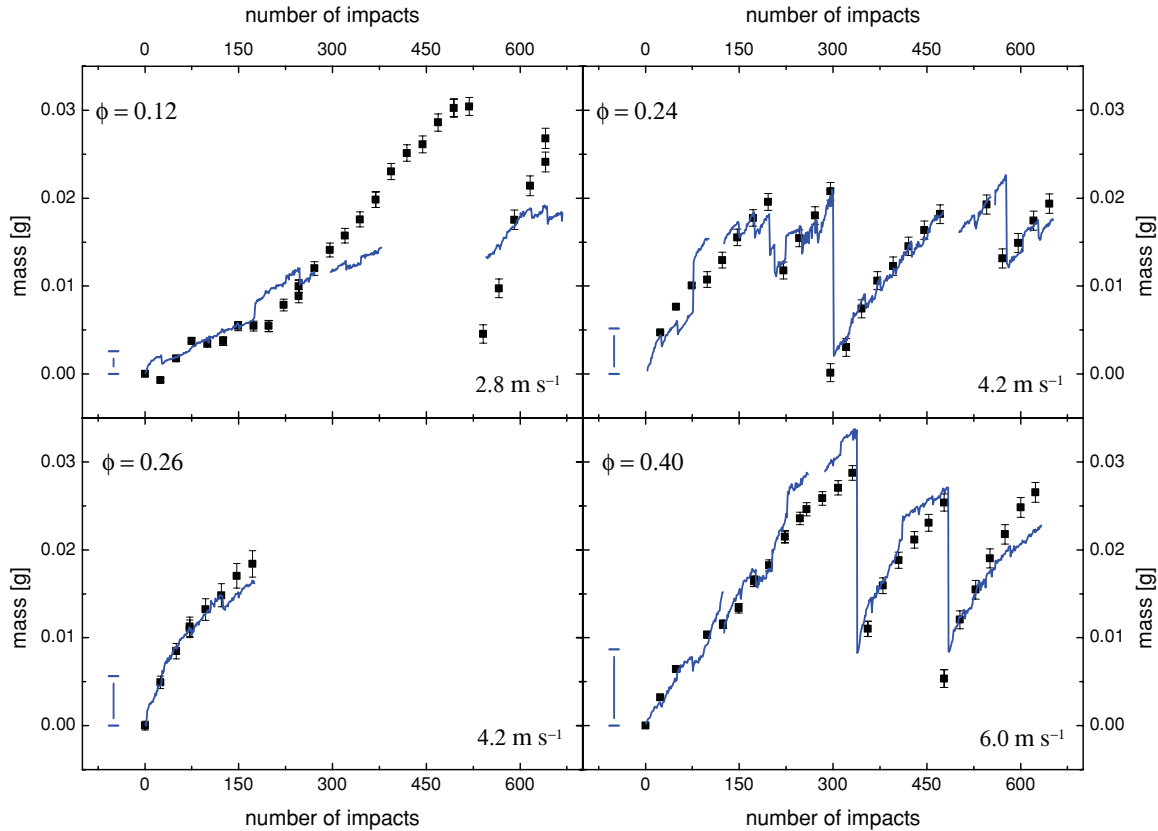 number of impacts
number of impacts
0 150 300 450 600
0 150 300 450 600
mass [g]
0.03
0.02
0.01
0.00
ϕ = 0.12
2.8 m s⁻¹
ϕ = 0.24
4.2 m s⁻¹
0.03
0.02
0.01
0.00
mass [g]
mass [g]
0.03
0.02
0.01
0.00
ϕ = 0.26
4.2 m s⁻¹
ϕ = 0.40
6.0 m s⁻¹
0.03
0.02
0.01
0.00
mass [g]
0 150 300 450 600
0 150 300 450 600
number of impacts
number of impacts